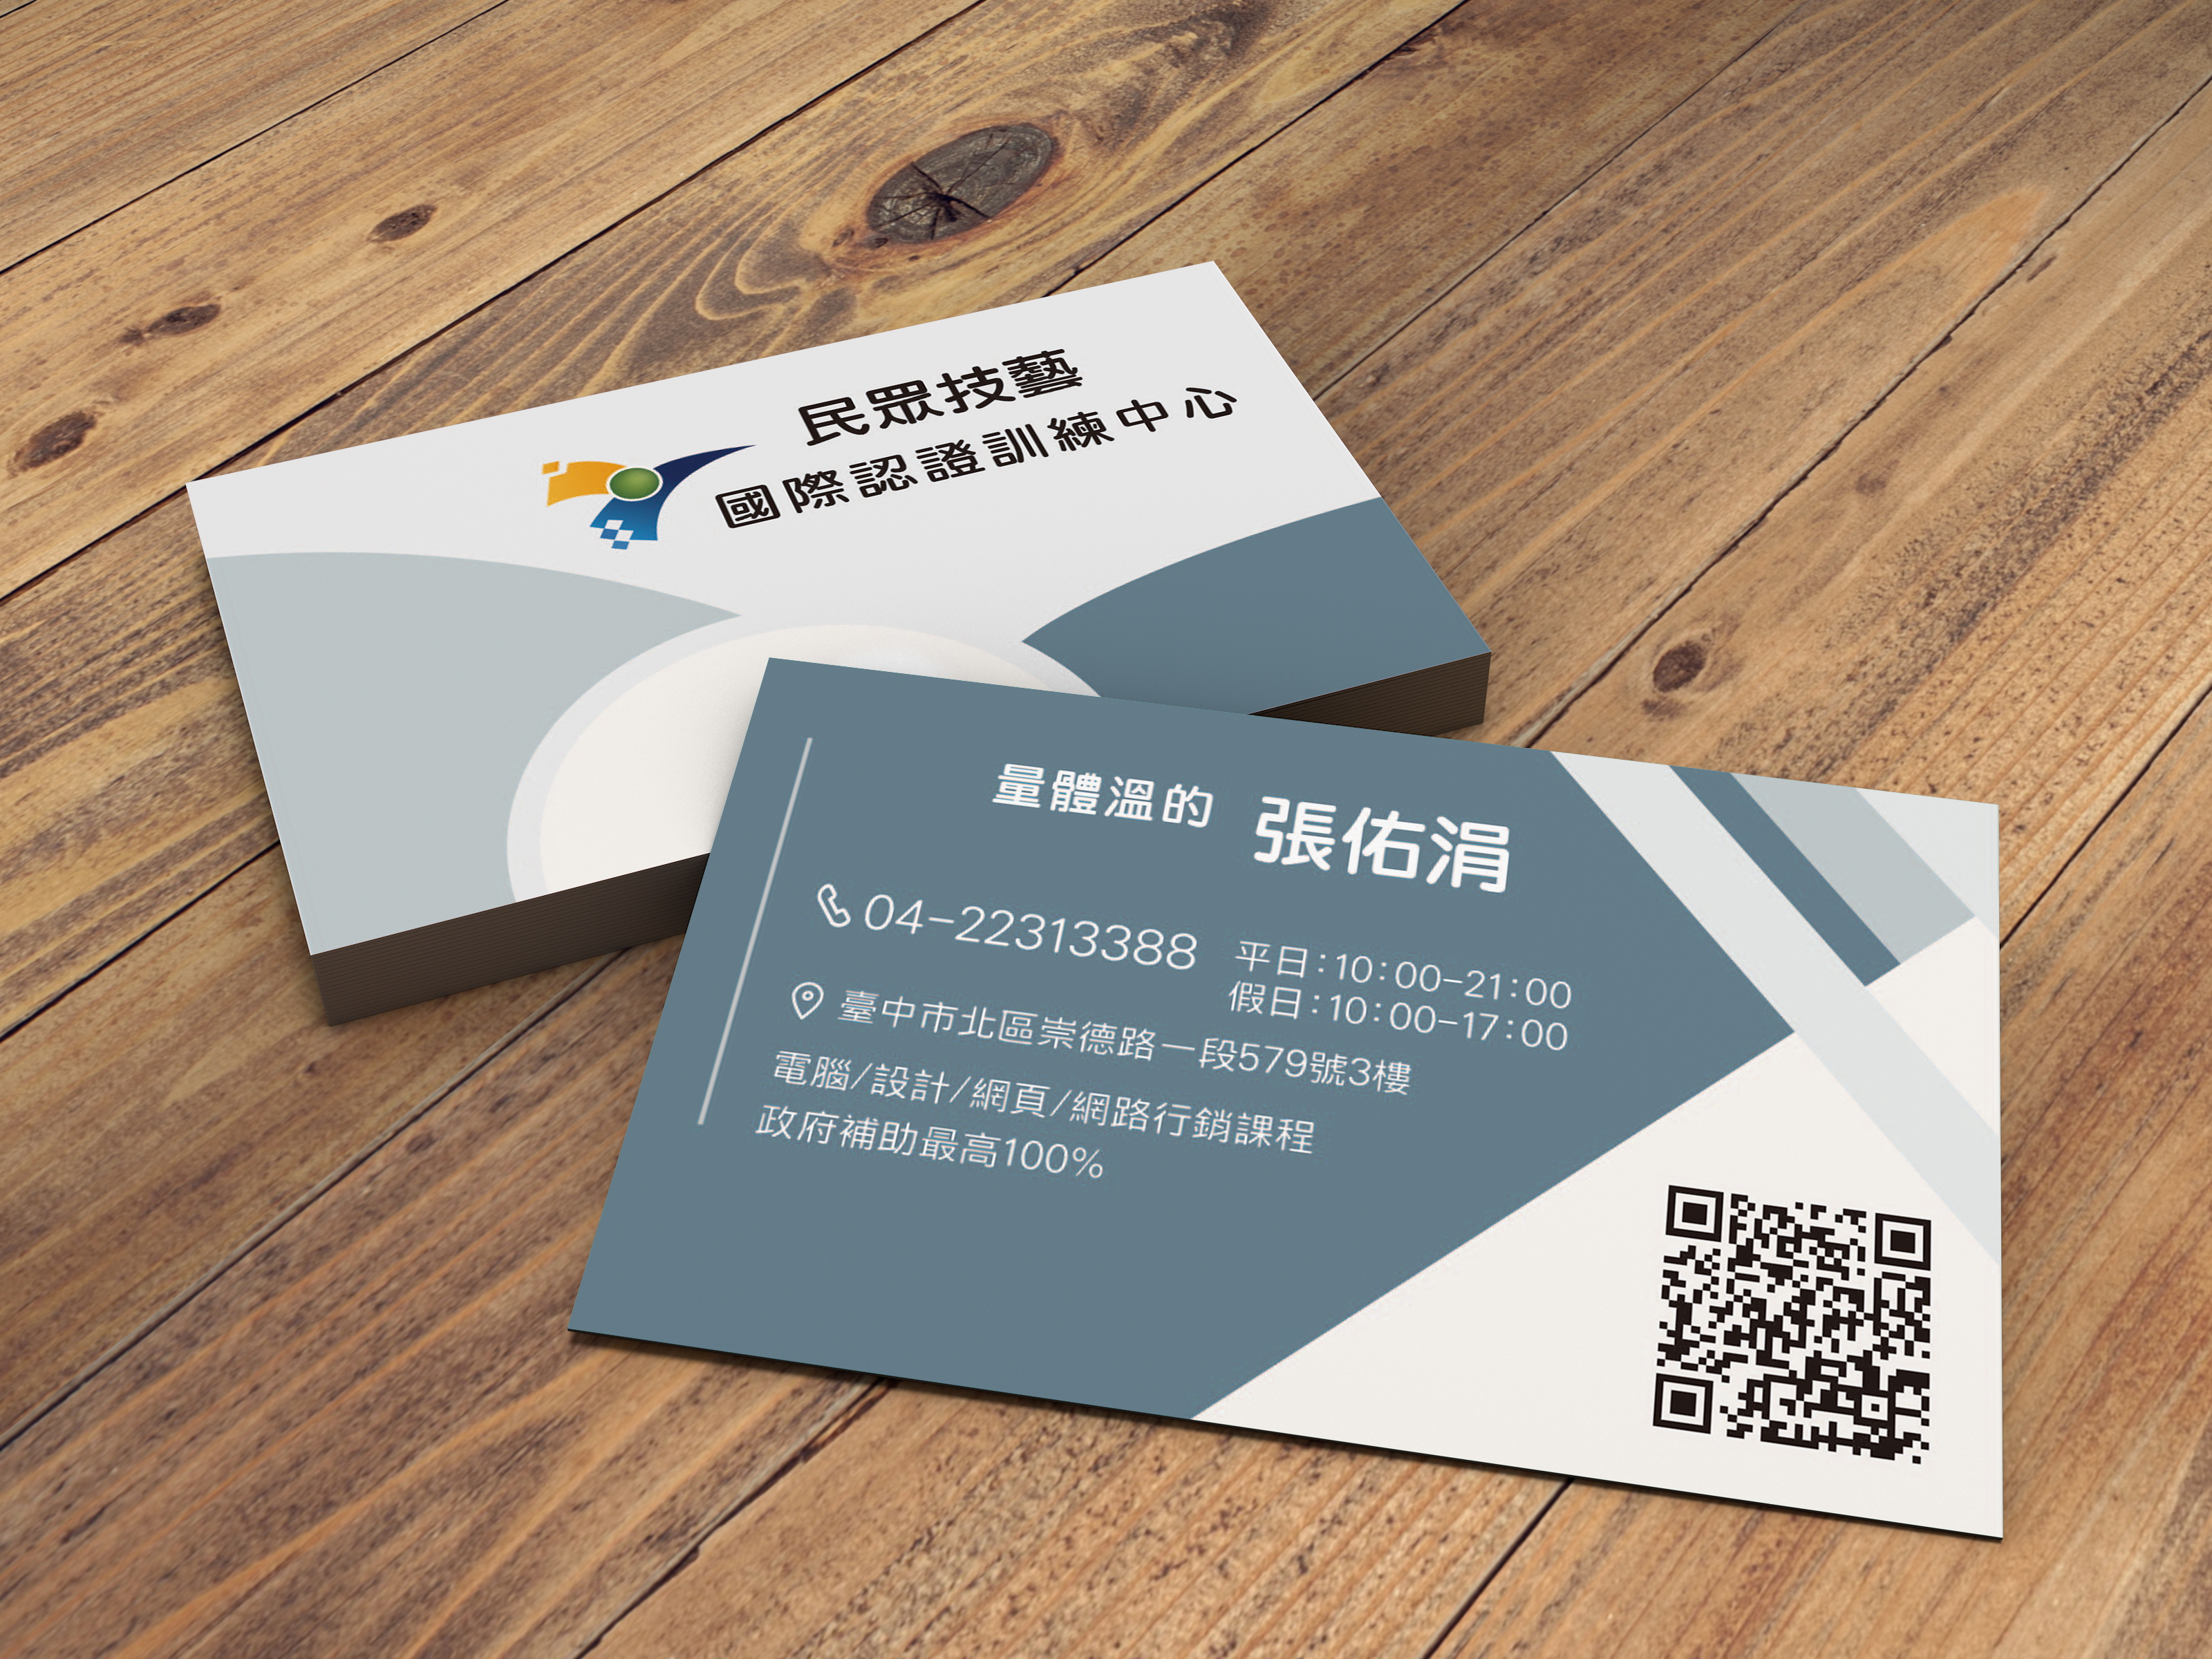 民眾技藝
國際認證訓練中心
量體溫的 張佑涓
04-22313388
平日:10:00-21:00
假日:10:00-17:00
臺中市北區崇德路一段579號3樓
電腦/設計/網頁/網路行銷課程
政府補助最高100%